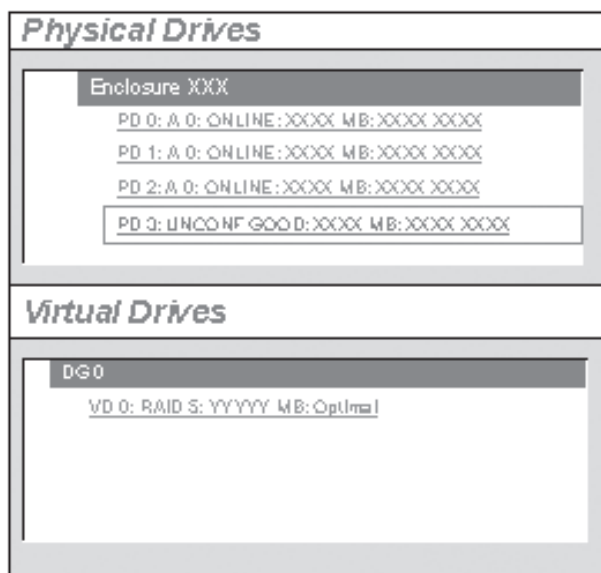 Physical Drives
Enclosure XXX
PD 0: A 0: ONLINE: XXXX MB: XXXX XXXX
PD 1: A 0: ONLINE: XXXX MB: XXXX XXXX
PD 2: A 0: ONLINE: XXXX MB: XXXX XXXX
PD 3: UNCONF GOOD: XXXX MB: XXXX XXXX
Virtual Drives
DG 0
VD 0: RAID 5: YYYYY MB: Optimal